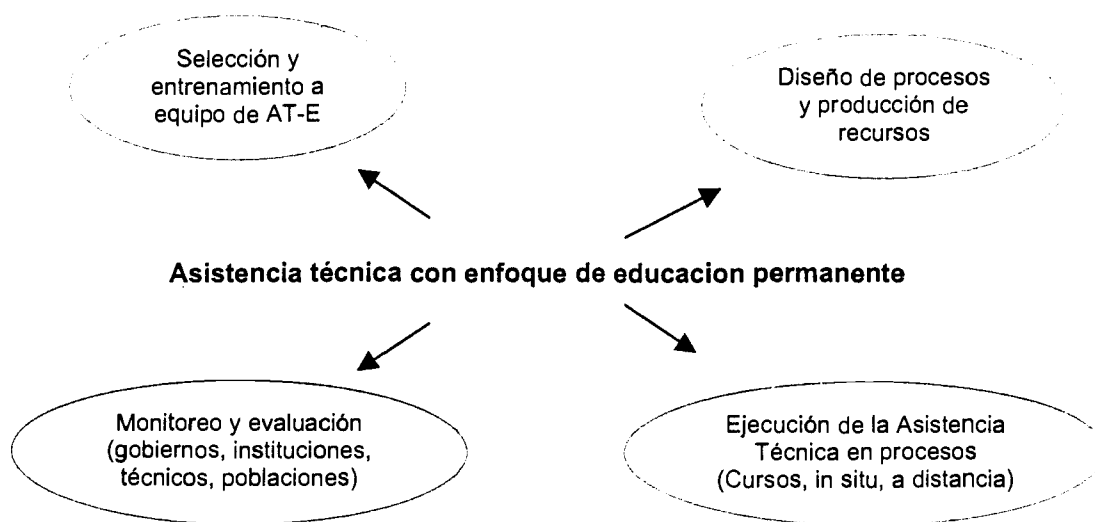 Selección y
entrenamiento a
equipo de AT-E
Diseño de procesos
y producción de
recursos
Asistencia técnica con enfoque de educacion permanente
Monitoreo y evaluación
(gobiernos, instituciones,
técnicos, poblaciones)
Ejecución de la Asistencia
Técnica en procesos
(Cursos, in situ, a distancia)